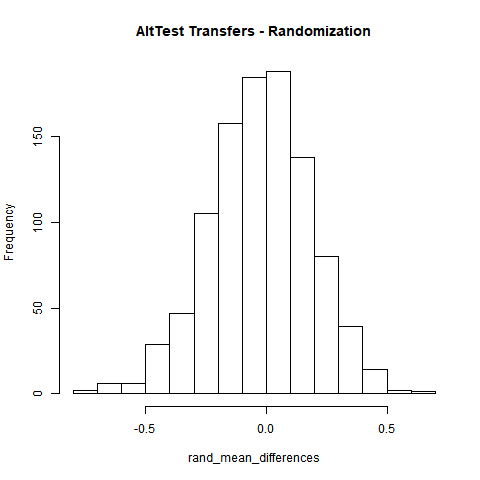 AltTest Transfers - Randomization
Frequency
150
100
50
0
-0.5 0.0 0.5
rand_mean_differences